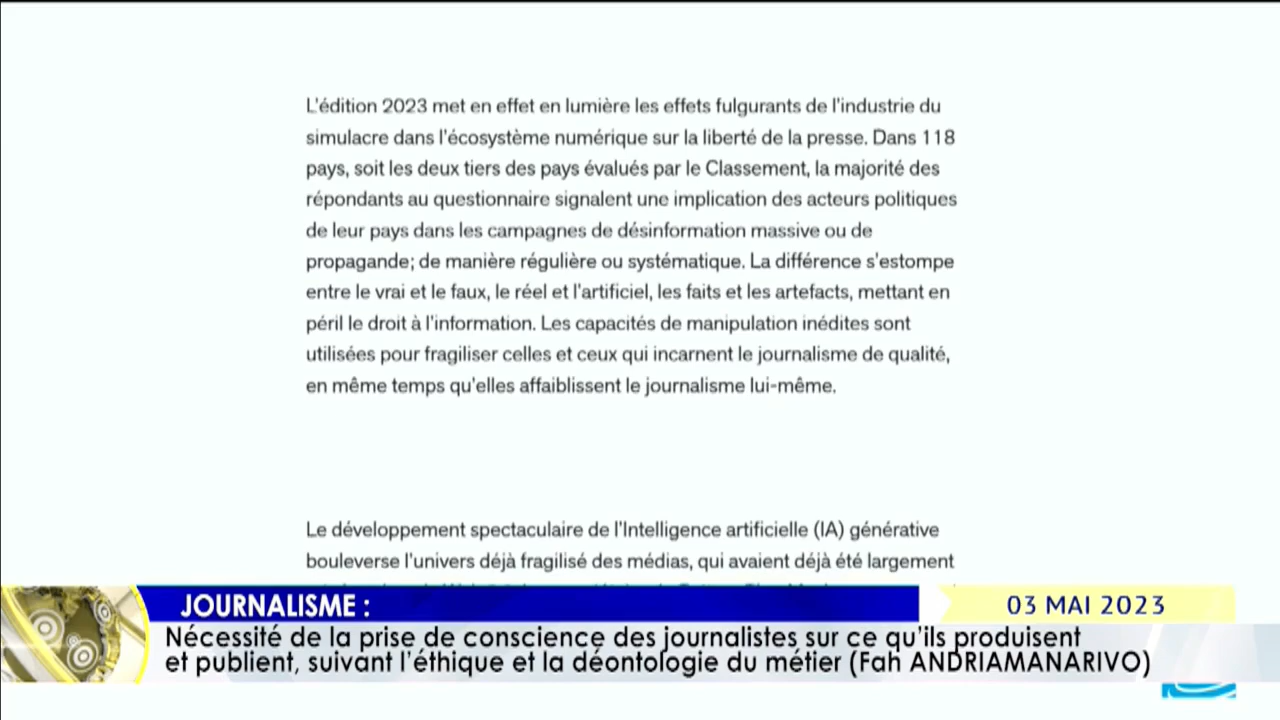 L'édition 2023 met en effet en lumière les effets fulgurants de l'industrie du
simulacre dans l'écosystème numérique sur la liberté de la presse. Dans 118
pays, soit les deux tiers des pays évalués par le Classement, la majorité des
répondants au questionnaire signalent une implication des acteurs politiques
de leur pays dans les campagnes de désinformation massive ou de
propagande; de manière régulière ou systématique. La différence s'estompe
entre le vrai et le faux, le réel et l'artificiel, les faits et les artefacts, mettant en
péril le droit à l'information. Les capacités de manipulation inédites sont
utilisées pour fragiliser celles et ceux qui incarnent le journalisme de qualité,
en même temps qu'elles affaiblissent le journalisme lui-même.
Le développement spectaculaire de l'Intelligence artificielle (IA) générative
bouleverse l'univers déjà fragilisé des médias, qui avaient déjà été largement
JOURNALISME :
03 MAI 2023
Nécessité de la prise de conscience des journalistes sur ce qu'ils produisent
et publient, suivant l'éthique et la déontologie du métier (Fah ANDRIAMANARIVO)